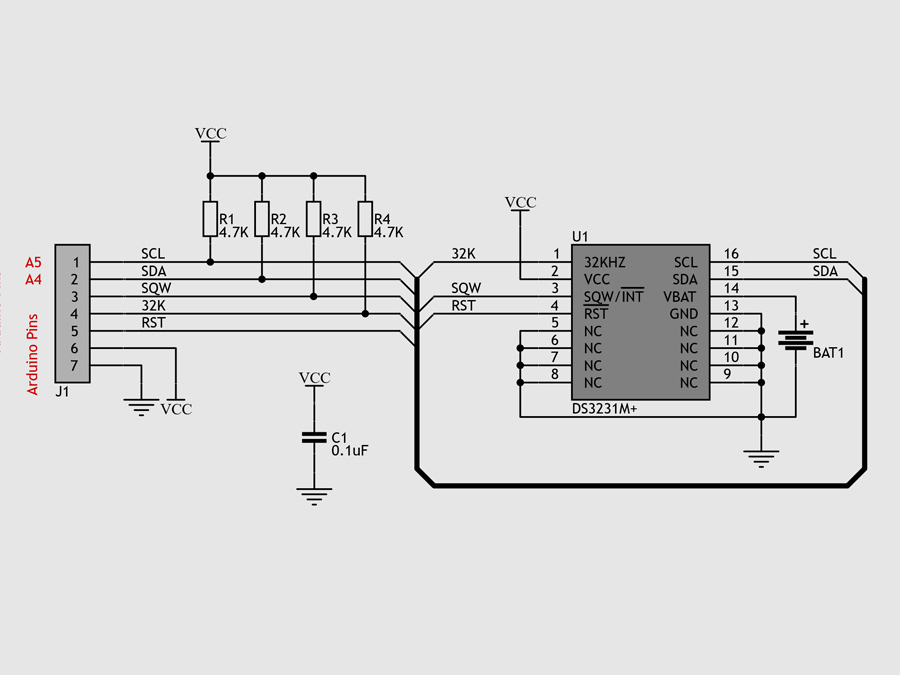 VCC
R1
4.7K
R2
4.7K
R3
4.7K
R4
4.7K
A5
A4
Arduino Pins
1
2
3
4
5
6
7
J1
SCL
SDA
SQW
32K
RST
VCC
VCC
C1
0.1uF
VCC
32K
SQW
RST
U1
1
2
3
4
5
6
7
8
32KHZ
VCC
SQW/INT
RST
NC
NC
NC
NC
SCL
SDA
VBAT
GND
NC
NC
NC
NC
16
15
14
13
12
11
10
9
DS3231M+
SCL
SDA
+
BAT1